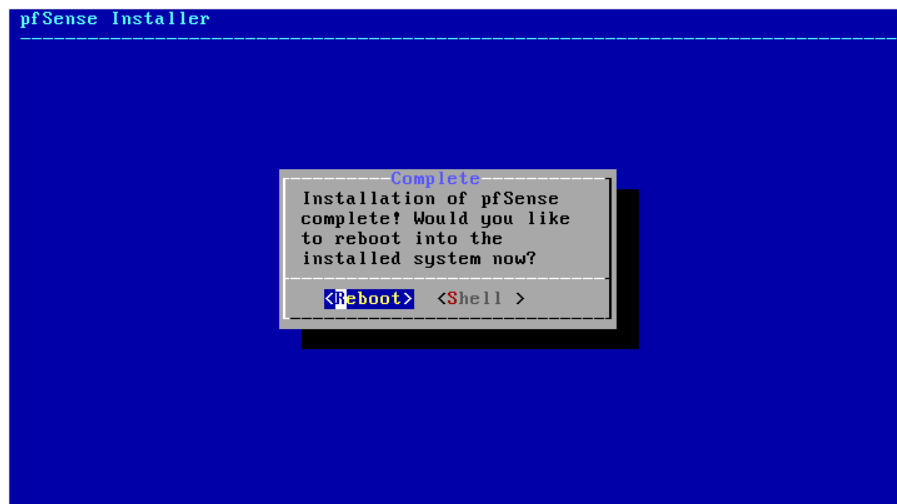 pfSense Installer
Complete
Installation of pfSense
complete! Would you like
to reboot into the
installed system now?
<Reboot> <Shell >